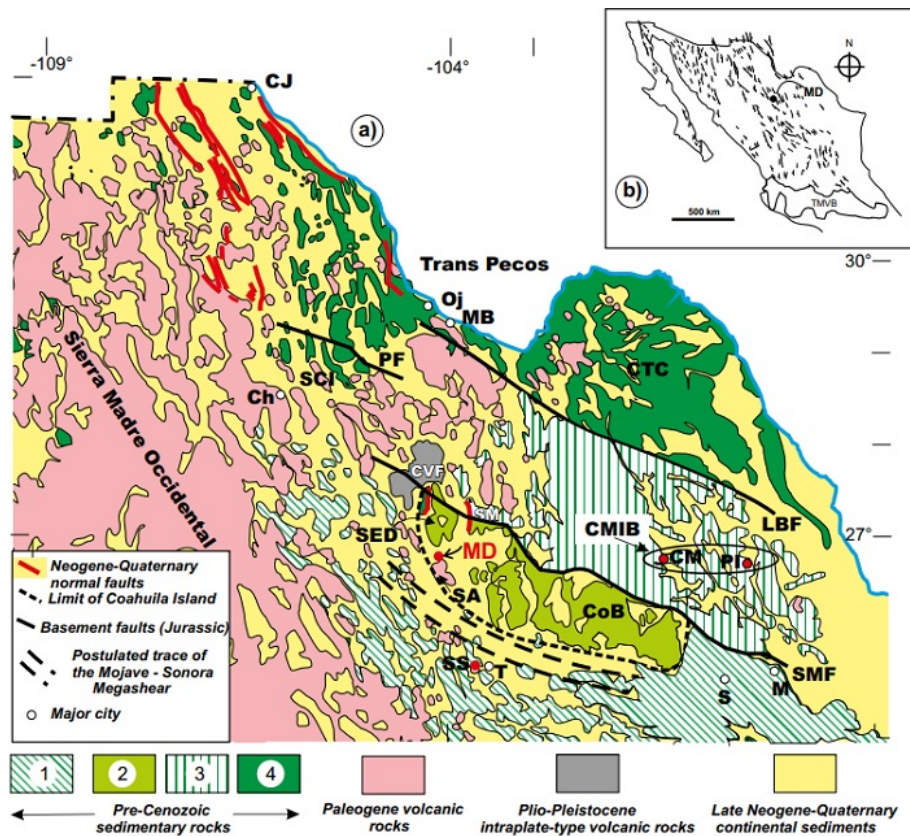 -109°
-104°
CJ
a)
N
MD
TMVB
b)
500 km
30°
Trans Pecos
Oj
MB
PF
SCI
Ch
CTC
Sierra Madre Occidental
CVF
SM
LBF
SED
MD
CMIB
27°
CM
PI
SA
CoB
SS
T
S
M
SMF
Neogene-Quaternary
normal faults
Limit of Coahuila Island
Basement faults (Jurassic)
Postulated trace of
the Mojave - Sonora
Megashear
Major city
1
2
3
4
Pre-Cenozoic
sedimentary rocks
Paleogene volcanic
rocks
Plio-Pleistocene
intraplate-type volcanic rocks
Late Neogene-Quaternary
continental sediments